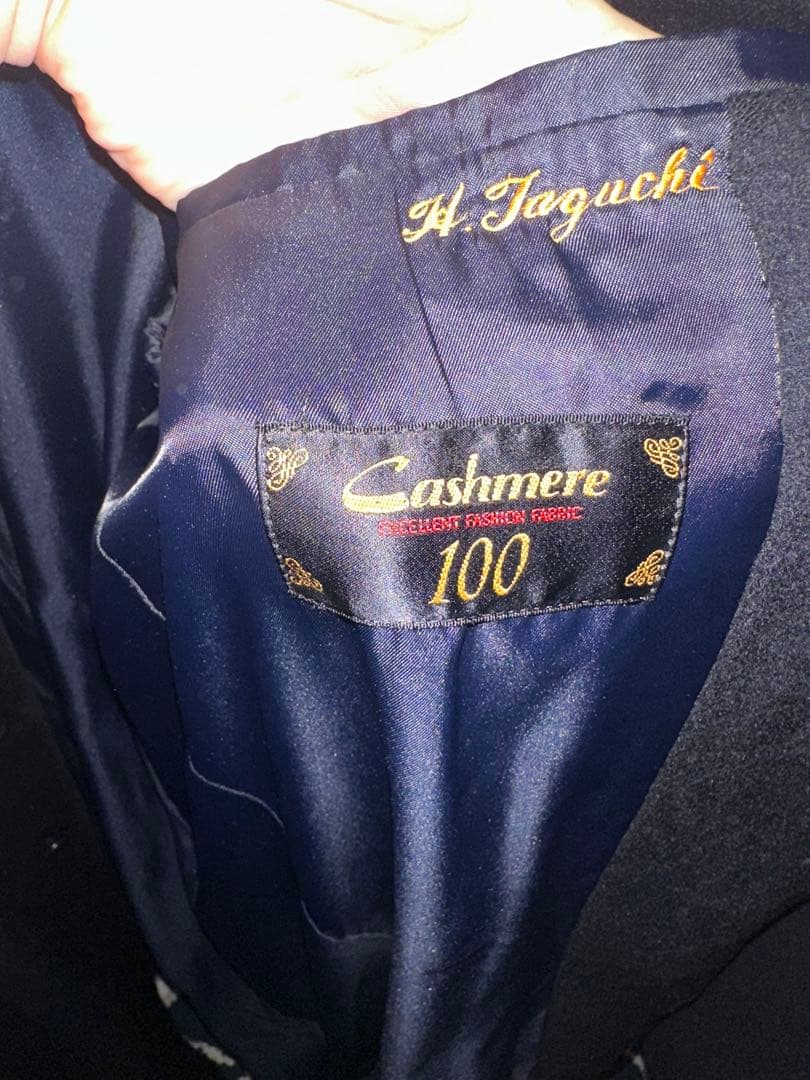 H. Taguchi
Cashmere
EXCELLENT FASHION FABRIC
100